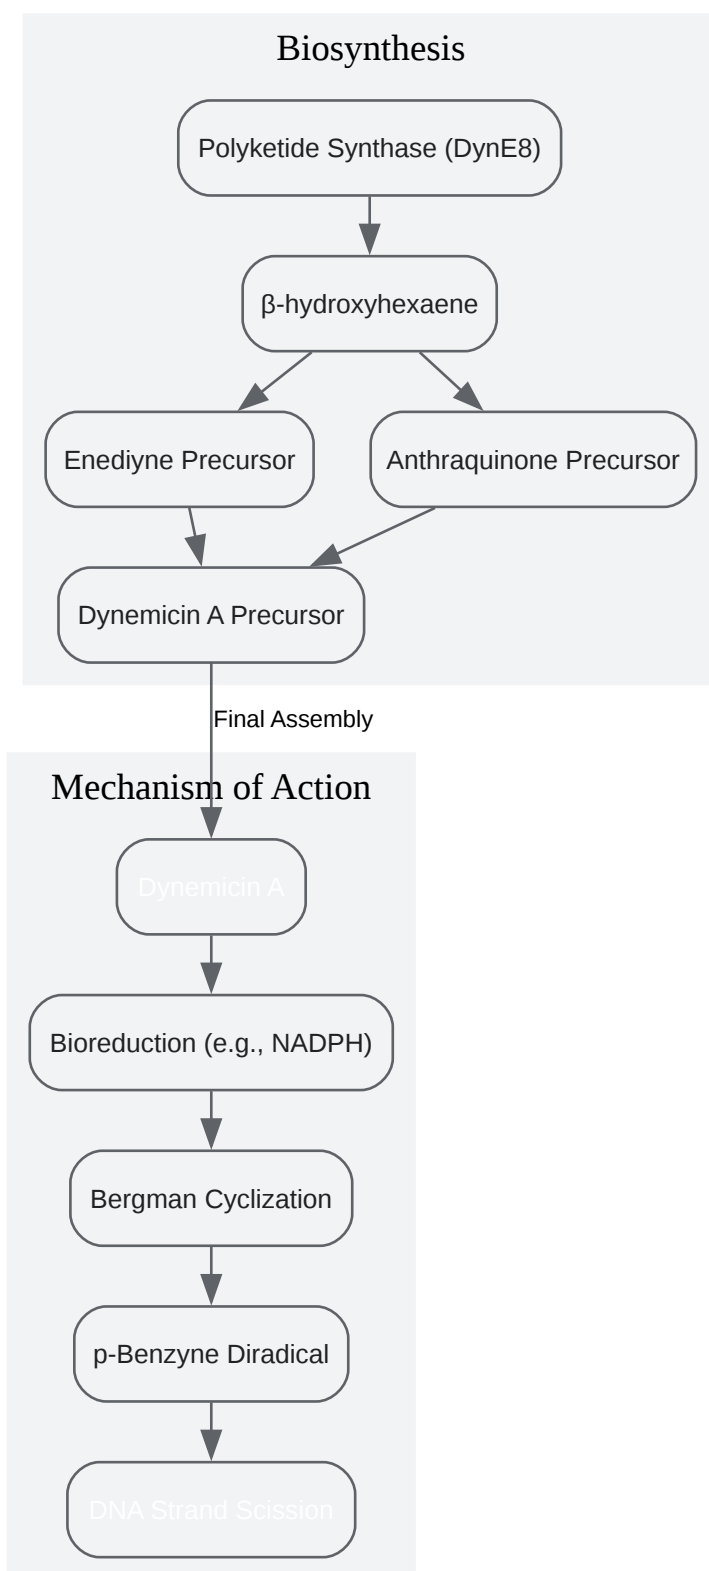 Biosynthesis
Polyketide Synthase (DynE8)
β-hydroxyhexaene
Enediyne Precursor
Anthraquinone Precursor
Dynemicin A Precursor
Final Assembly
Mechanism of Action
Dynemicin A
Bioreduction (e.g., NADPH)
Bergman Cyclization
p-Benzyne Diradical
DNA Strand Scission